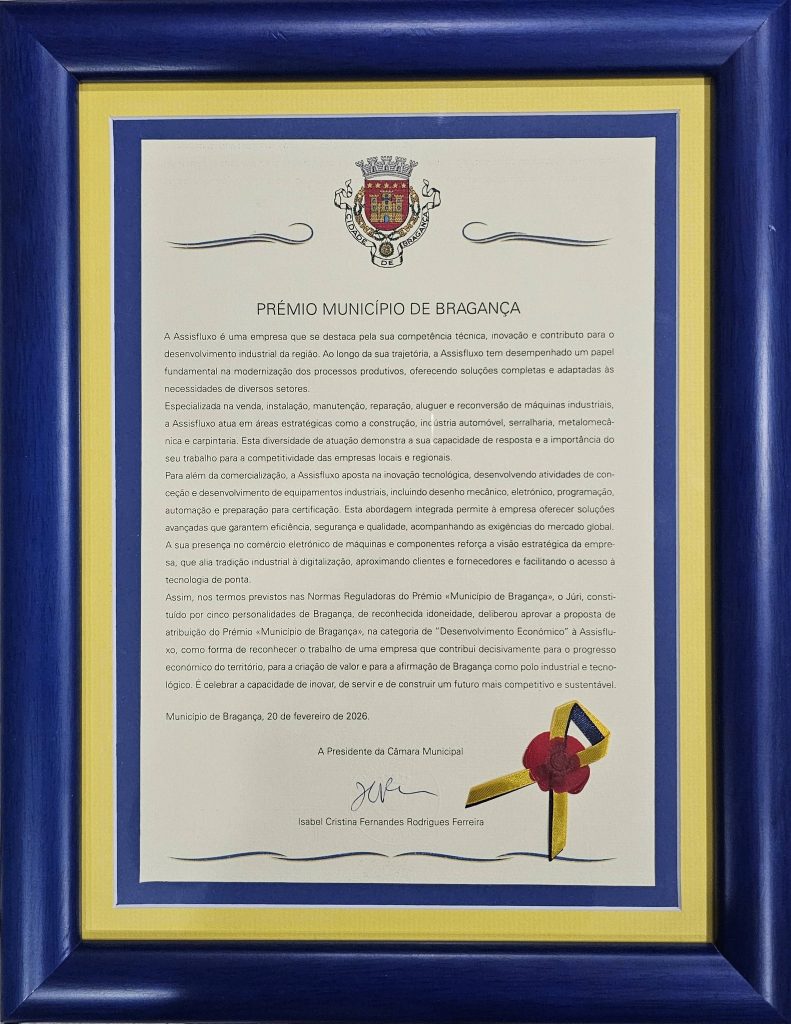 CIDADE DE BRAGANÇA
PRÉMIO MUNICÍPIO DE BRAGANÇA
A Assisfluxo é uma empresa que se destaca pela sua competência técnica, inovação e contributo para o
desenvolvimento industrial da região. Ao longo da sua trajetória, a Assisfluxo tem desempenhado um papel
fundamental na modernização dos processos produtivos, oferecendo soluções completas e adaptadas às
necessidades de diversos setores.
Especializada na venda, instalação, manutenção, reparação, aluguer e reconversão de máquinas industriais,
a Assisfluxo atua em áreas estratégicas como a construção, indústria automóvel, serralharia, metalomecâ-
nica e carpintaria. Esta diversidade de atuação demonstra a sua capacidade de resposta e a importância do
seu trabalho para a competitividade das empresas locais e regionais.
Para além da comercialização, a Assisfluxo aposta na inovação tecnológica, desenvolvendo atividades de con-
ceção e desenvolvimento de equipamentos industriais, incluindo desenho mecânico, eletrónico, programação,
automação e preparação para certificação. Esta abordagem integrada permite à empresa oferecer soluções
avançadas que garantem eficiência, segurança e qualidade, acompanhando as exigências do mercado global.
A sua presença no comércio eletrónico de máquinas e componentes reforça a visão estratégica da empre-
sa, que alia tradição industrial à digitalização, aproximando clientes e fornecedores e facilitando o acesso à
tecnologia de ponta.
Assim, nos termos previstos nas Normas Reguladoras do Prémio «Município de Bragança», o Júri, consti-
tuído por cinco personalidades de Bragança, de reconhecida idoneidade, deliberou aprovar a proposta de
atribuição do Prémio «Município de Bragança», na categoria de "Desenvolvimento Económico" à Assisflu-
xo, como forma de reconhecer o trabalho de uma empresa que contribui decisivamente para o progresso
económico do território, para a criação de valor e para a afirmação de Bragança como polo industrial e tecno-
lógico. É celebrar a capacidade de inovar, de servir e de construir um futuro mais competitivo e sustentável.
Município de Bragança, 20 de fevereiro de 2026.
A Presidente da Câmara Municipal
Isabel Cristina Fernandes Rodrigues Ferreira